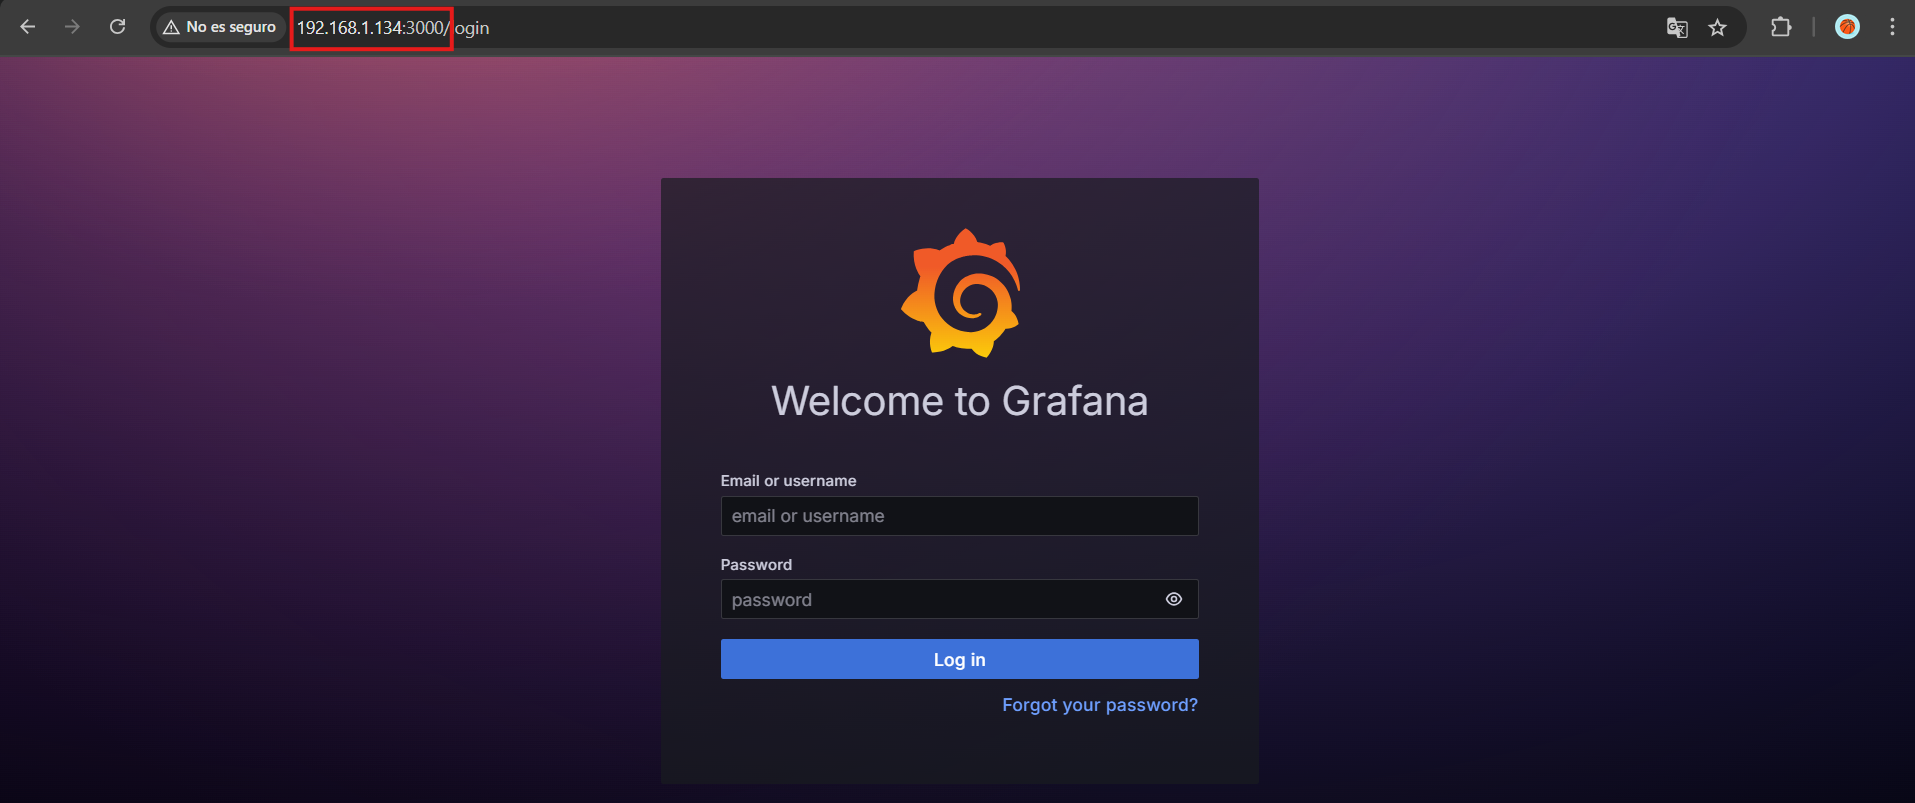 No es seguro 192.168.1.134:3000/login
Welcome to Grafana
Email or username
email or username
Password
password
Log in
Forgot your password?